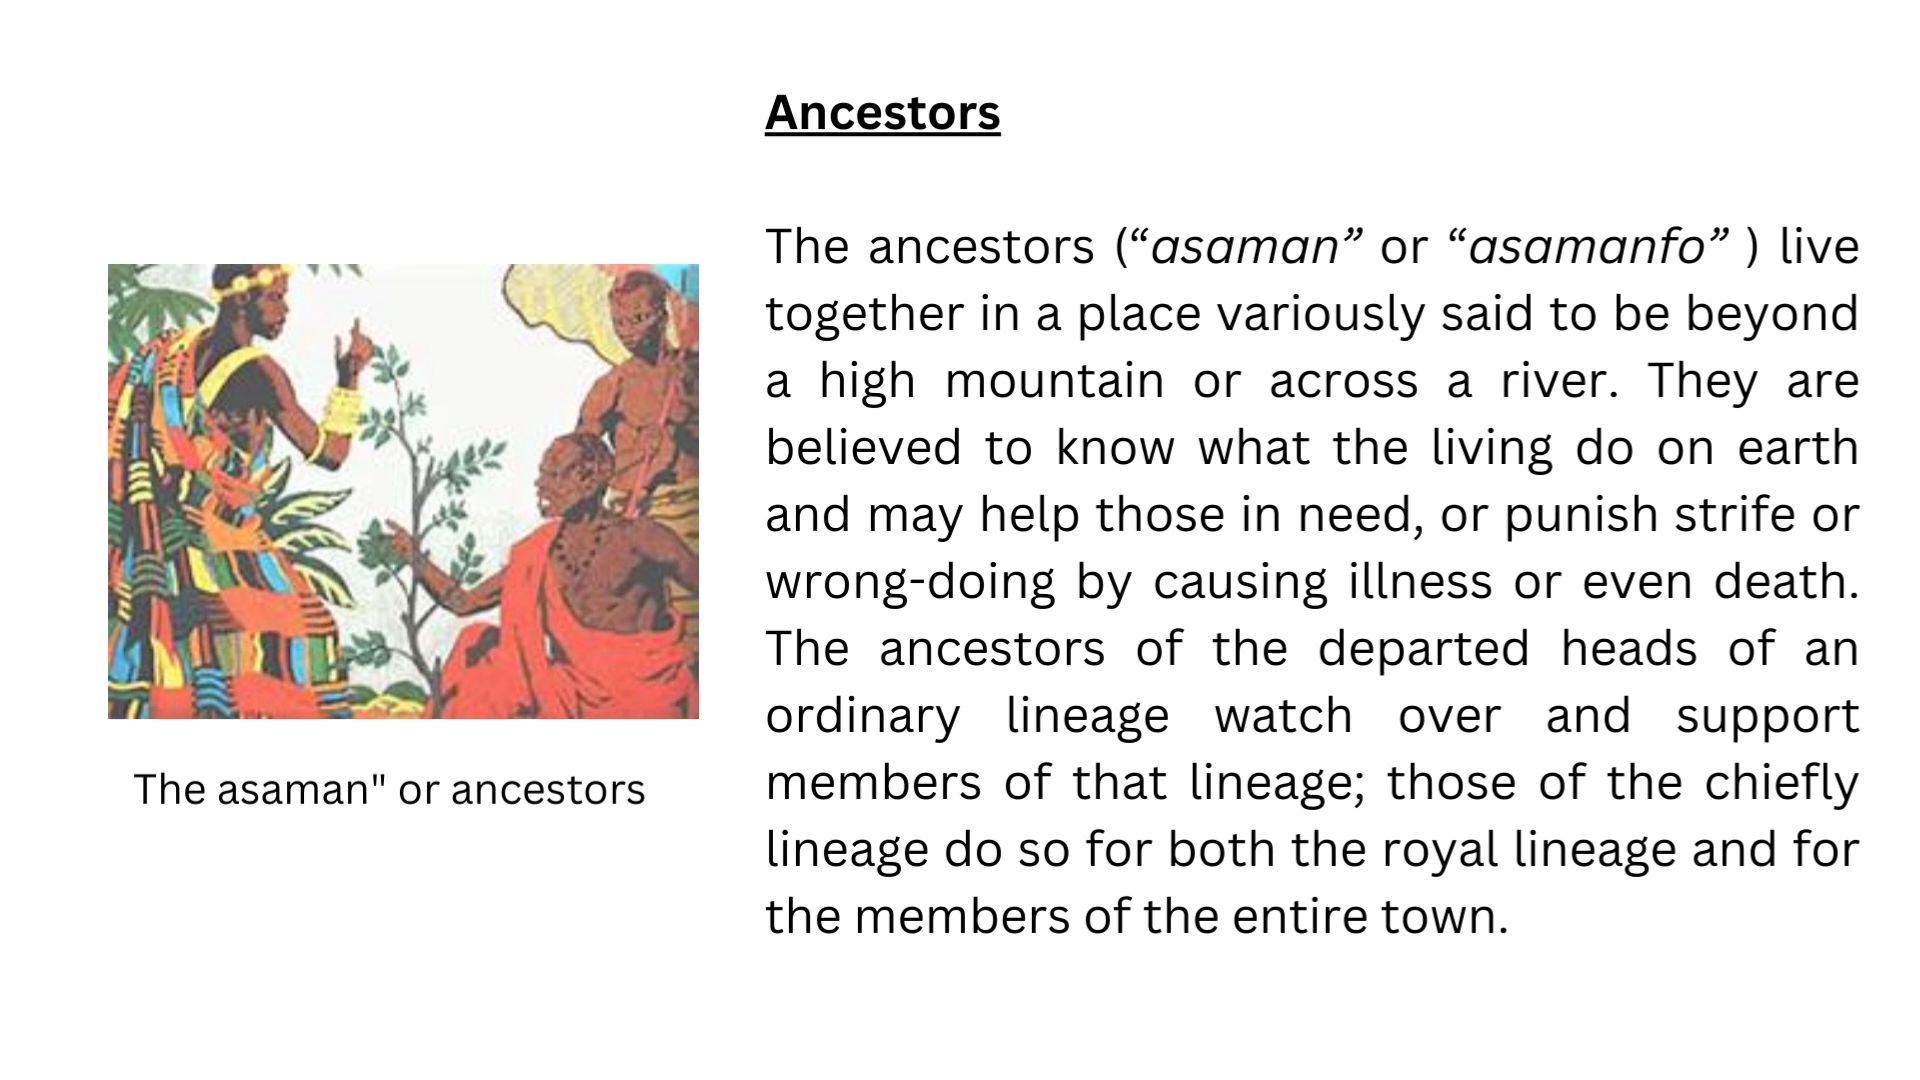 Ancestors
The ancestors (“asaman” or “asamanfo” ) live
together in a place variously said to be beyond
a high mountain or across a river. They are
believed to know what the living do on earth
and may help those in need, or punish strife or
wrong-doing by causing illness or even death.
The ancestors of the departed heads of an
ordinary lineage watch over and support
members of that lineage; those of the chiefly
lineage do so for both the royal lineage and for
the members of the entire town.
The asaman" or ancestors